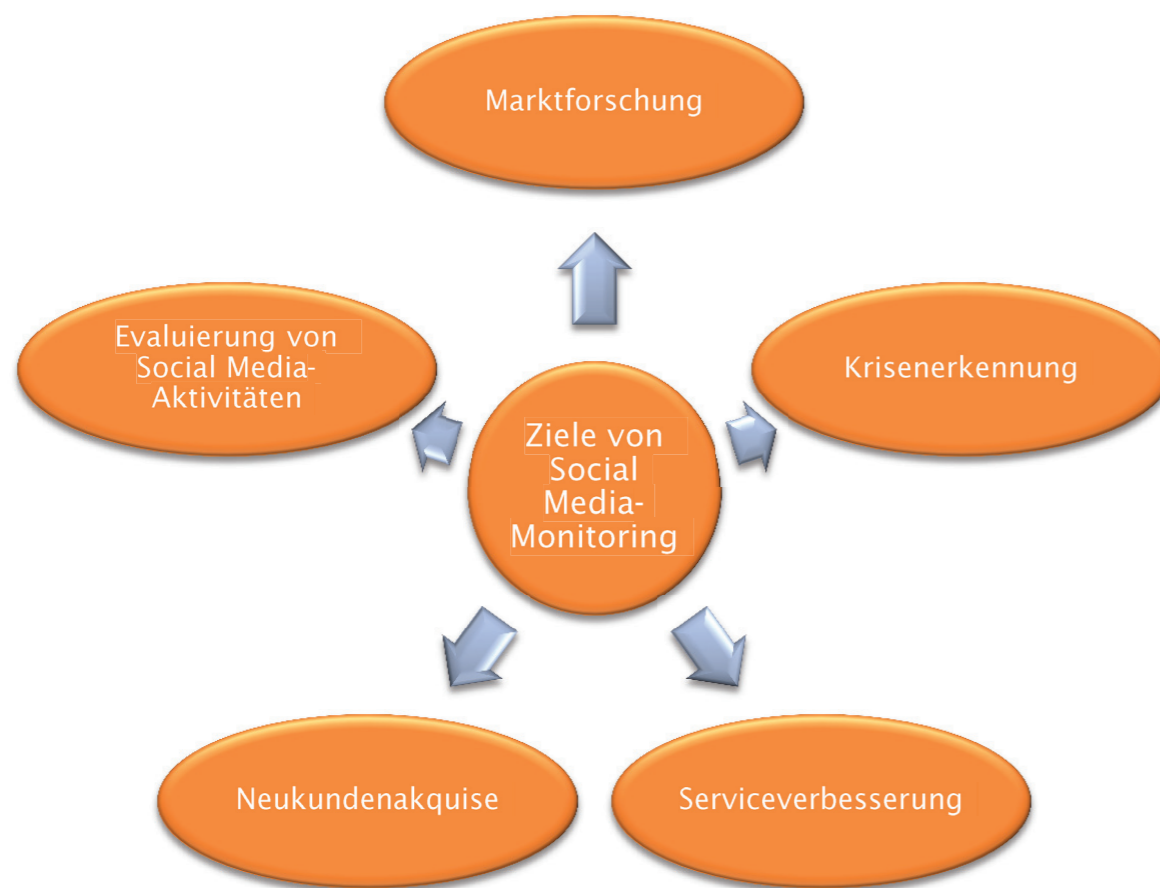 Marktforschung
Evaluierung von
Social Media-
Aktivitäten
Krisenerkennung
Ziele von
Social
Media-
Monitoring
Neukundenakquise
Serviceverbesserung